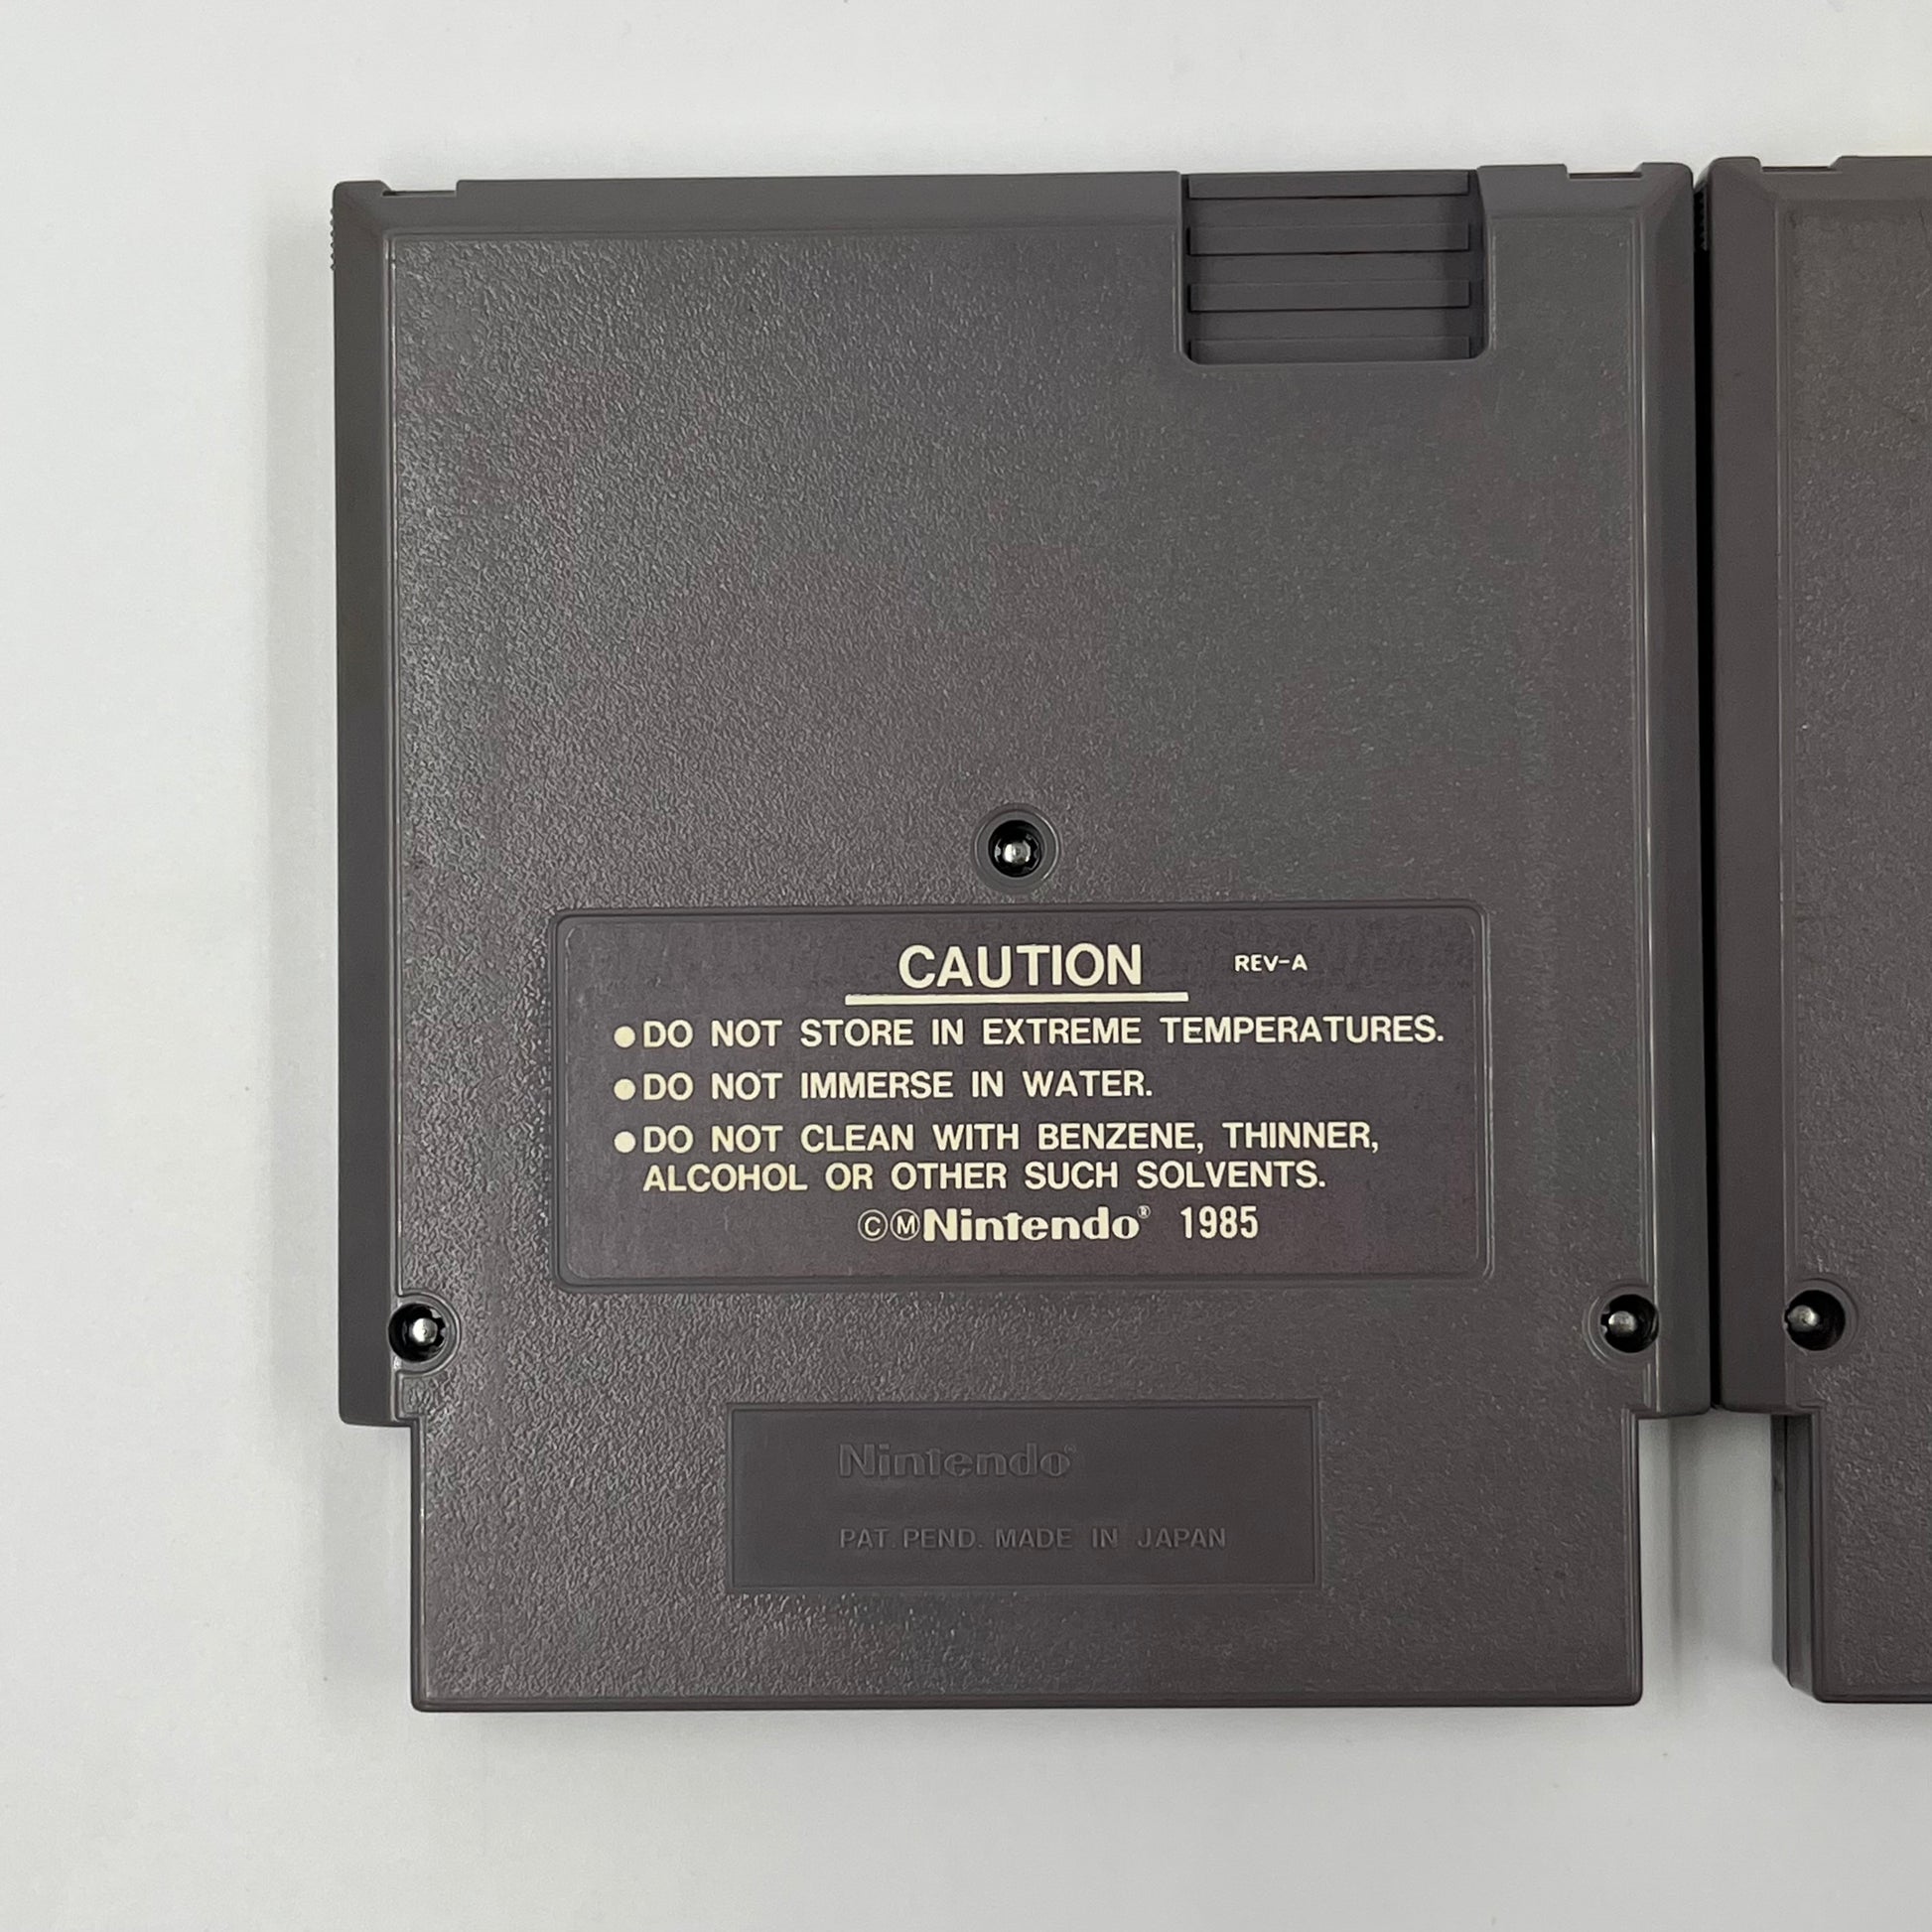 CAUTION REV-A
●DO NOT STORE IN EXTREME TEMPERATURES.
●DO NOT IMMERSE IN WATER.
●DO NOT CLEAN WITH BENZENE, THINNER,
ALCOHOL OR OTHER SUCH SOLVENTS.
©Ⓜ Nintendo® 1985
Nintendo®
PAT. PEND. MADE IN JAPAN